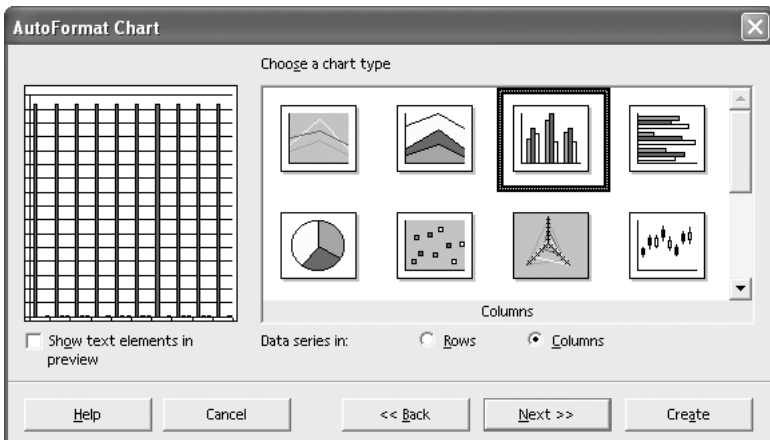 AutoFormat Chart
Choose a chart type
Columns
Show text elements in
preview
Data series in:
Rows
Columns
Help
Cancel
<< Back
Next >>
Create